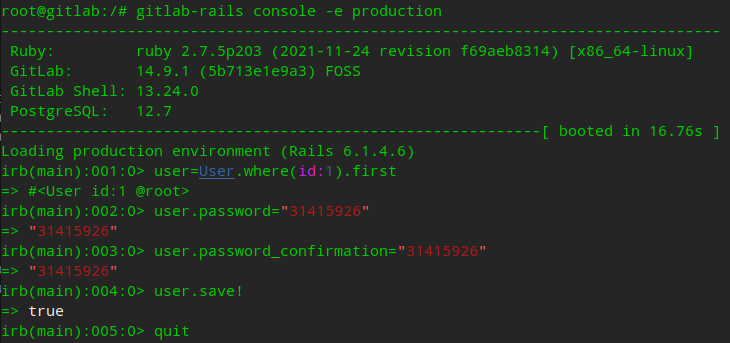 root@gitlab:/# gitlab-rails console -e production
--------------------------------------------------------------------------------
Ruby: ruby 2.7.5p203 (2021-11-24 revision f69aeb8314) [x86_64-linux]
GitLab: 14.9.1 (5b713e1e9a3) FOSS
GitLab Shell: 13.24.0
PostgreSQL: 12.7
------------------------------------------------------------[ booted in 16.76s ]
Loading production environment (Rails 6.1.4.6)
irb(main):001:0> user=User.where(id:1).first
=> #<User id:1 @root>
irb(main):002:0> user.password="31415926"
=> "31415926"
irb(main):003:0> user.password_confirmation="31415926"
=> "31415926"
irb(main):004:0> user.save!
=> true
irb(main):005:0> quit